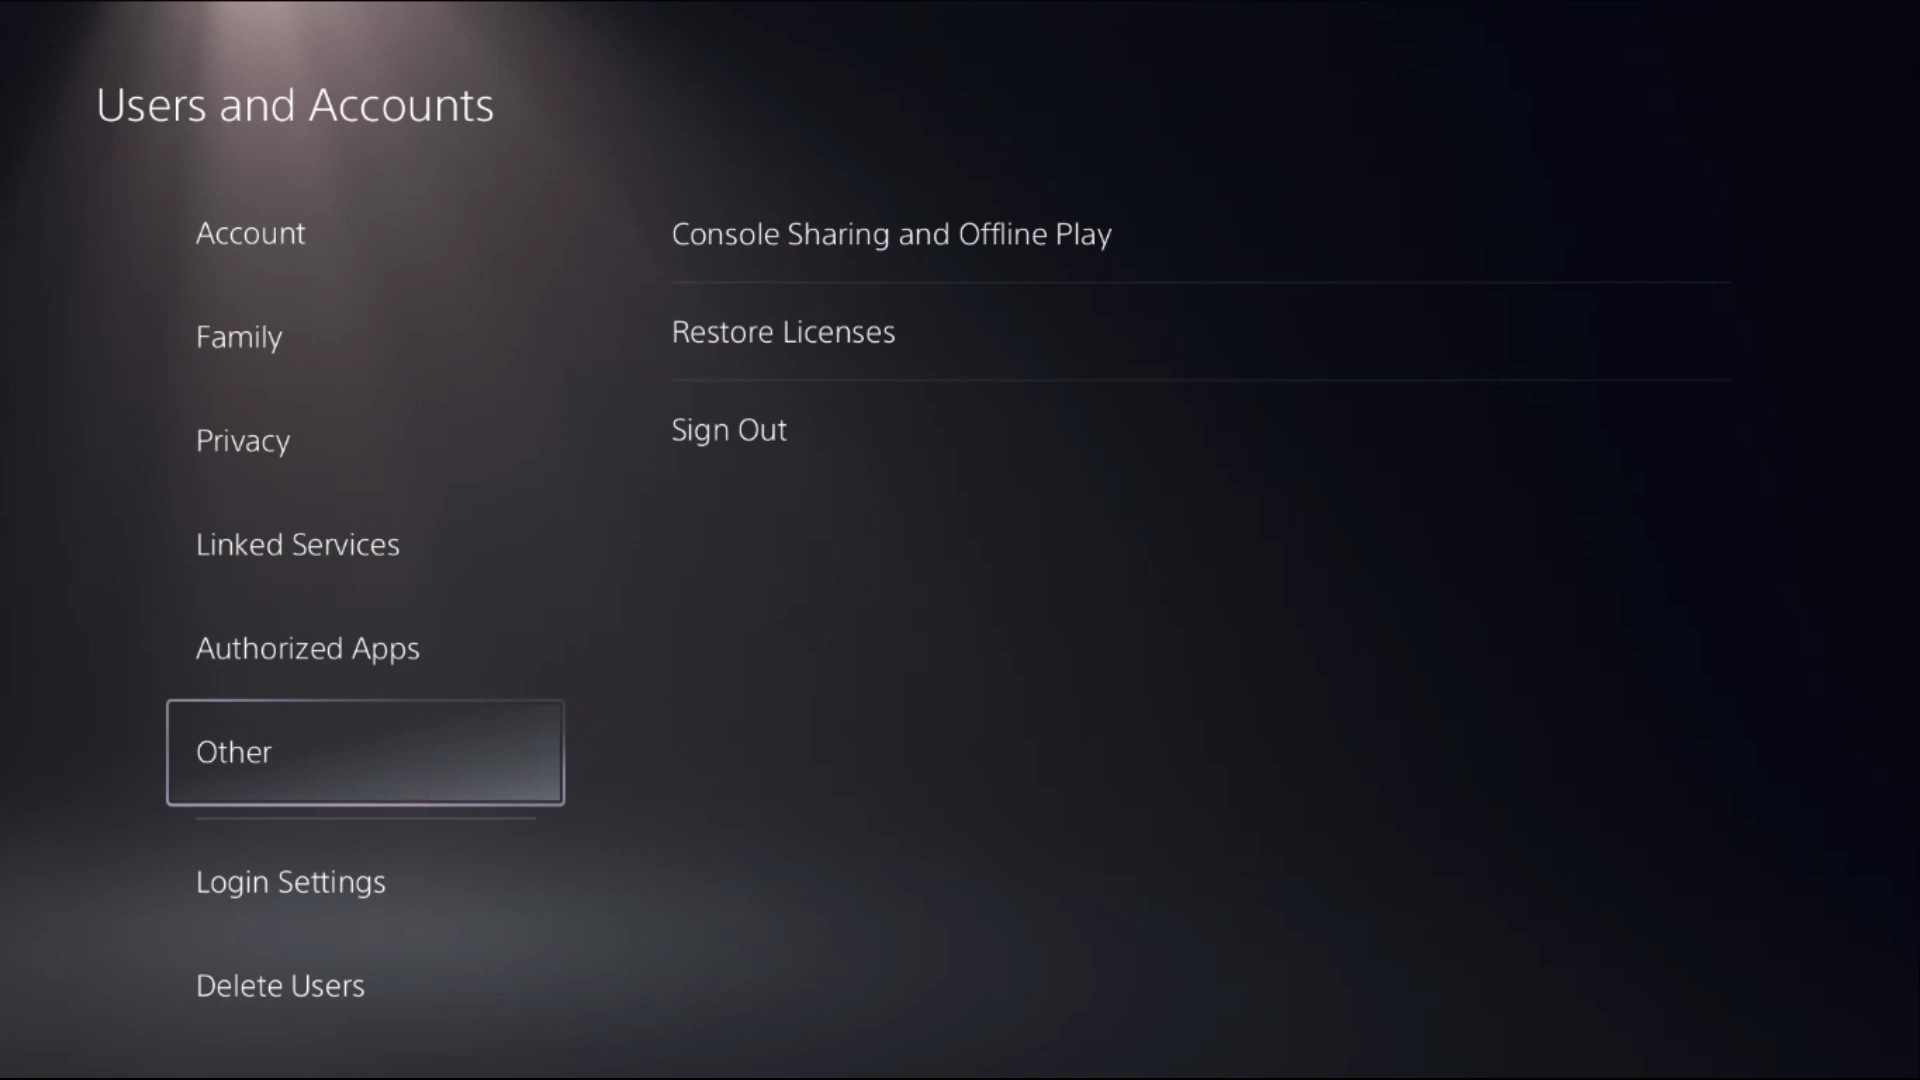 Users and Accounts
Account
Family
Privacy
Linked Services
Authorized Apps
Other
Login Settings
Delete Users
Console Sharing and Offline Play
Restore Licenses
Sign Out